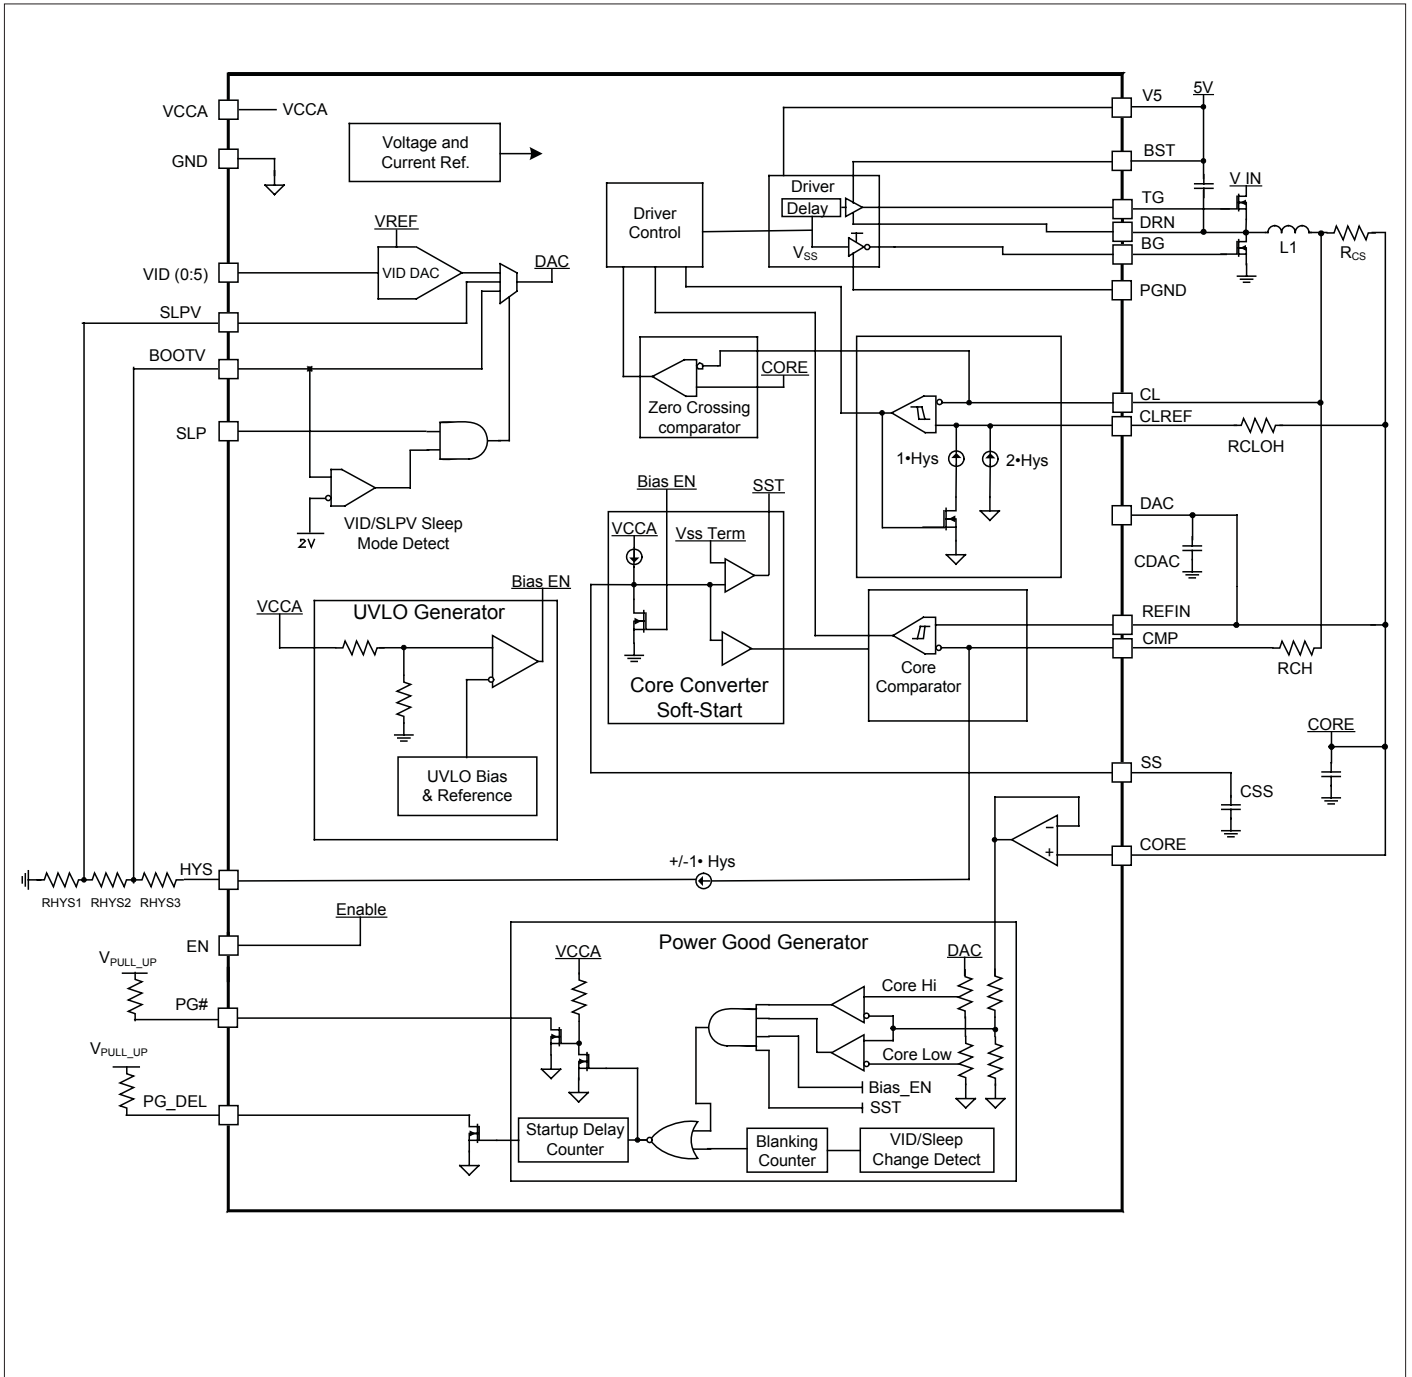 VCCA
VCCA
GND
Voltage and
Current Ref.
VREF
VID (0:5)
VID DAC
DAC
SLPV
BOOTV
SLP
2V
VID/SLPV Sleep
Mode Detect
Driver
Control
Driver
Delay
VSS
V5
5V
BST
TG
V IN
DRN
BG
L1
RCS
PGND
CORE
Zero Crossing
comparator
CL
CLREF
RCLOH
1•Hys
2•Hys
Bias EN
SST
VCCA
Vss Term
Core Converter
Soft-Start
DAC
CDAC
REFIN
CMP
RCH
Core
Comparator
Bias EN
VCCA
UVLO Generator
UVLO Bias
& Reference
CORE
SS
CSS
CORE
HYS
+/-1• Hys
RHYS1
RHYS2
RHYS3
Enable
EN
VPULL_UP
PG#
VPULL_UP
PG_DEL
Power Good Generator
VCCA
DAC
Core Hi
Core Low
Bias_EN
SST
Startup Delay
Counter
Blanking
Counter
VID/Sleep
Change Detect
−
+